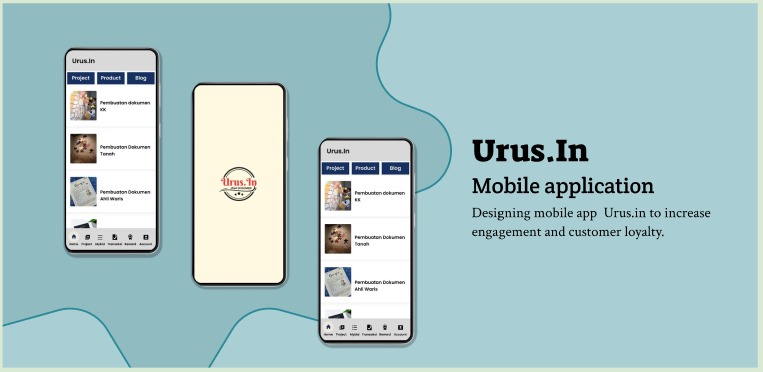 Urus.In
Project Product Blog
Pembuatan dokumen
KK
Pembuatan Dokumen
Tanah
Pembuatan Dokumen
Ahli Waris
Home Project MyBid Transaksi Reward Account
Urus.In
Urus.In
Project Product Blog
Pembuatan dokumen
KK
Pembuatan Dokumen
Tanah
Pembuatan Dokumen
Ahli Waris
Home Project MyBid Transaksi Reward Account
Urus.In
Mobile application
Designing mobile app Urus.in to increase
engagement and customer loyalty.